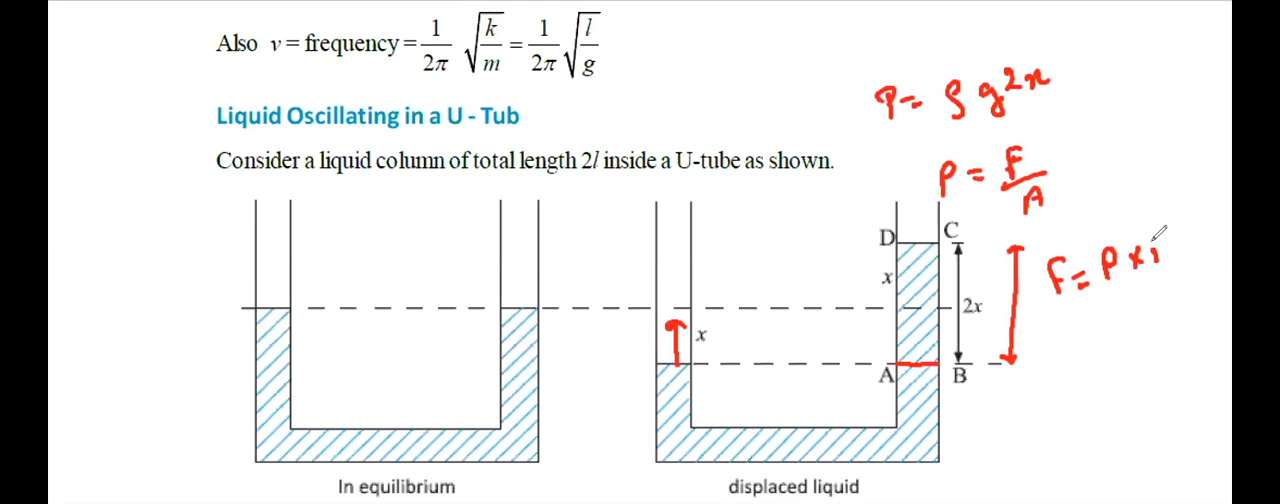 Also ν = frequency = 1/2π √k/m = 1/2π √l/g
P = ρ g 2x
Liquid Oscillating in a U - Tub
Consider a liquid column of total length 2l inside a U-tube as shown.
P = F/A
D C
F = P ×
x
2x
x
A B
In equilibrium
displaced liquid